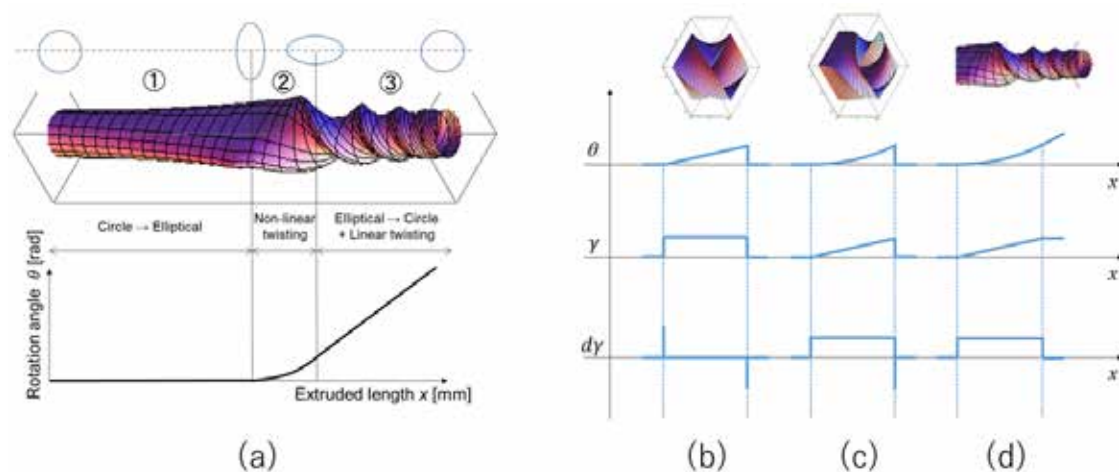 ① ② ③
Circle → Elliptical
Non-linear
twisting
Elliptical → Circle
+ Linear twisting
Rotation angle θ [rad]
Extruded length x [mm]
(a)
θ
x
γ
x
dγ
x
(b) (c) (d)